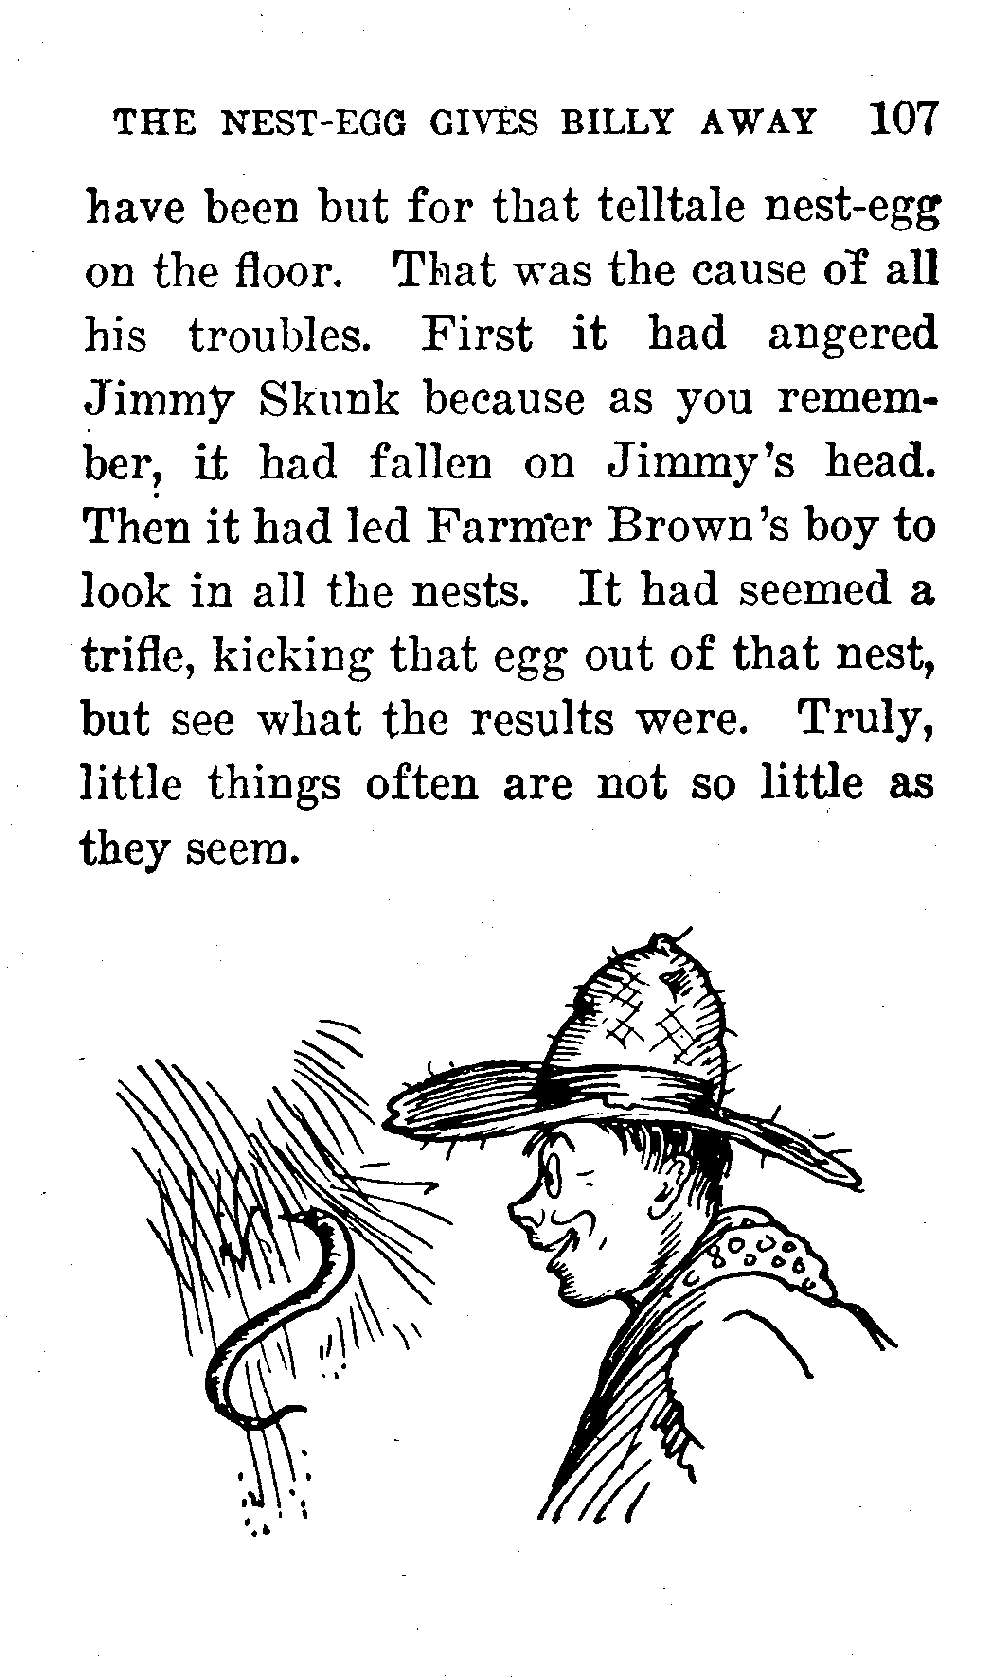 THE NEST-EGG GIVES BILLY AWAY 107
have been but for that telltale nest-egg
on the floor. That was the cause of all
his troubles. First it had angered
Jimmy Skunk because as you remem-
ber, it had fallen on Jimmy's head.
Then it had led Farmer Brown's boy to
look in all the nests. It had seemed a
trifle, kicking that egg out of that nest,
but see what the results were. Truly,
little things often are not so little as
they seem.